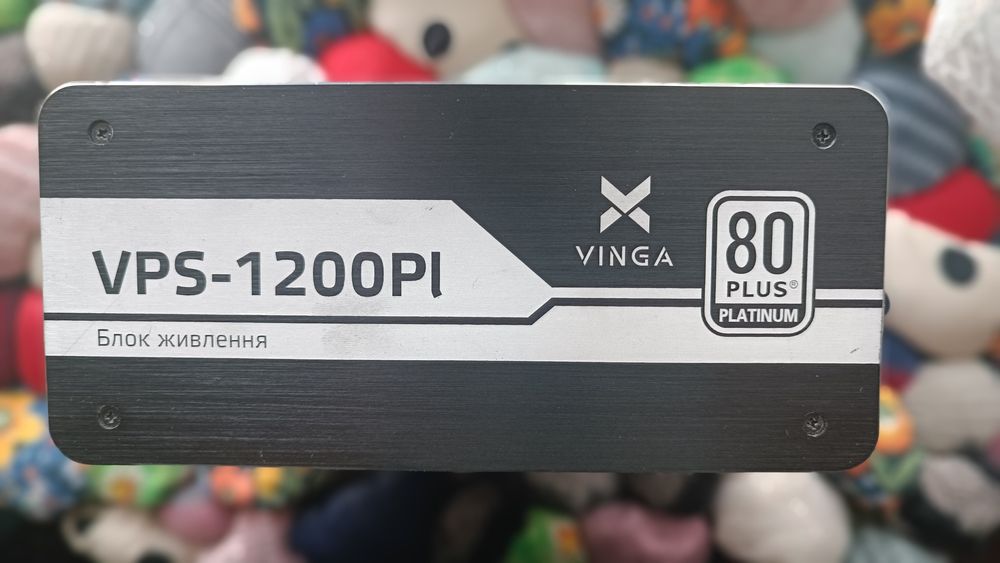 VPS-1200Pl
Блок живлення
VINGA
80
PLUS®
PLATINUM